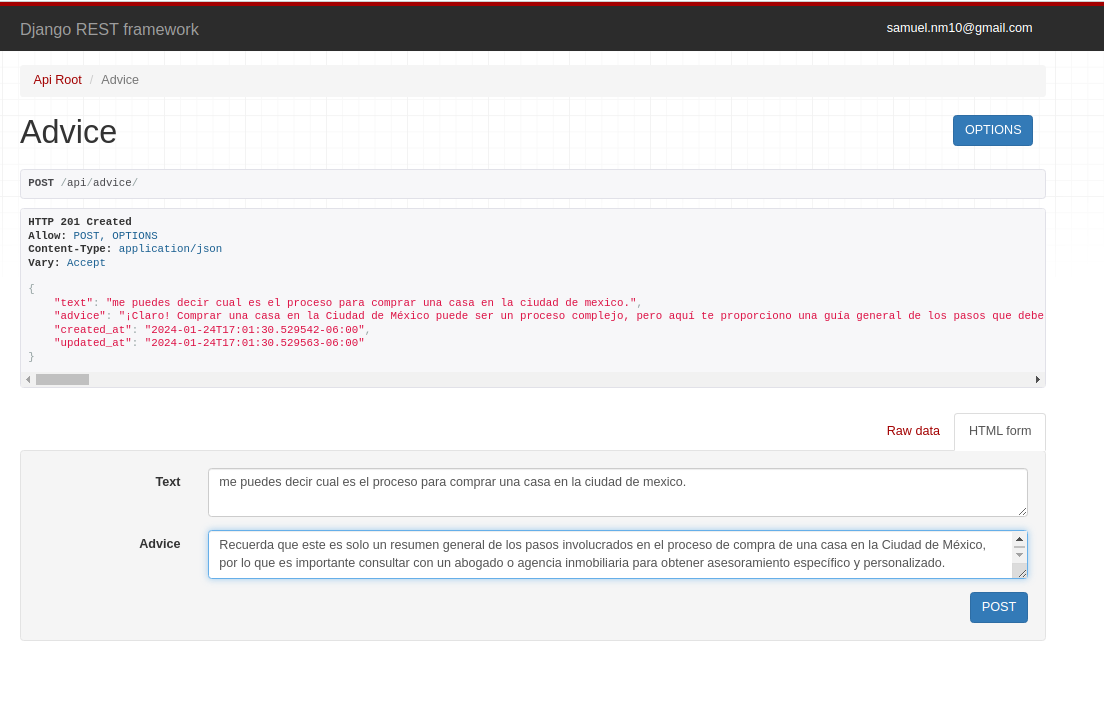 Django REST framework
samuel.nm10@gmail.com
Api Root / Advice
Advice
OPTIONS
POST /api/advice/
HTTP 201 Created
Allow: POST, OPTIONS
Content-Type: application/json
Vary: Accept
{
"text": "me puedes decir cual es el proceso para comprar una casa en la ciudad de mexico.",
"advice": "¡Claro! Comprar una casa en la Ciudad de México puede ser un proceso complejo, pero aquí te proporciono una guía general de los pasos que debe
"created_at": "2024-01-24T17:01:30.529542-06:00",
"updated_at": "2024-01-24T17:01:30.529563-06:00"
}
Raw data
HTML form
Text
me puedes decir cual es el proceso para comprar una casa en la ciudad de mexico.
Advice
Recuerda que este es solo un resumen general de los pasos involucrados en el proceso de compra de una casa en la Ciudad de México,
por lo que es importante consultar con un abogado o agencia inmobiliaria para obtener asesoramiento específico y personalizado.
POST